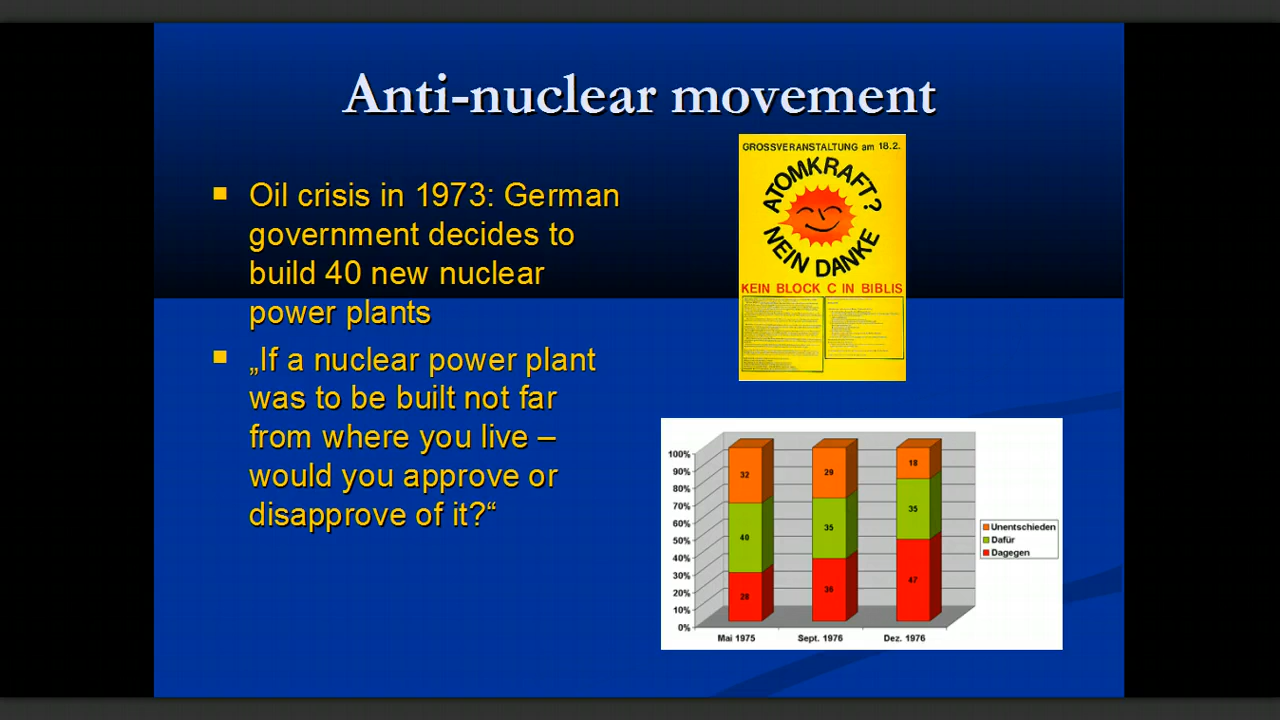 Anti-nuclear movement
Oil crisis in 1973: German
government decides to
build 40 new nuclear
power plants
„If a nuclear power plant
was to be built not far
from where you live –
would you approve or
disapprove of it?“
GROSSVERANSTALTUNG am 18.2.
ATOMKRAFT?
NEIN DANKE
KEIN BLOCK C IN BIBLIS
100%
90%
80%
70%
60%
50%
40%
30%
20%
10%
0%
32
40
28
29
35
36
18
35
47
Mai 1975
Sept. 1976
Dez. 1976
Unentschieden
Dafür
Dagegen